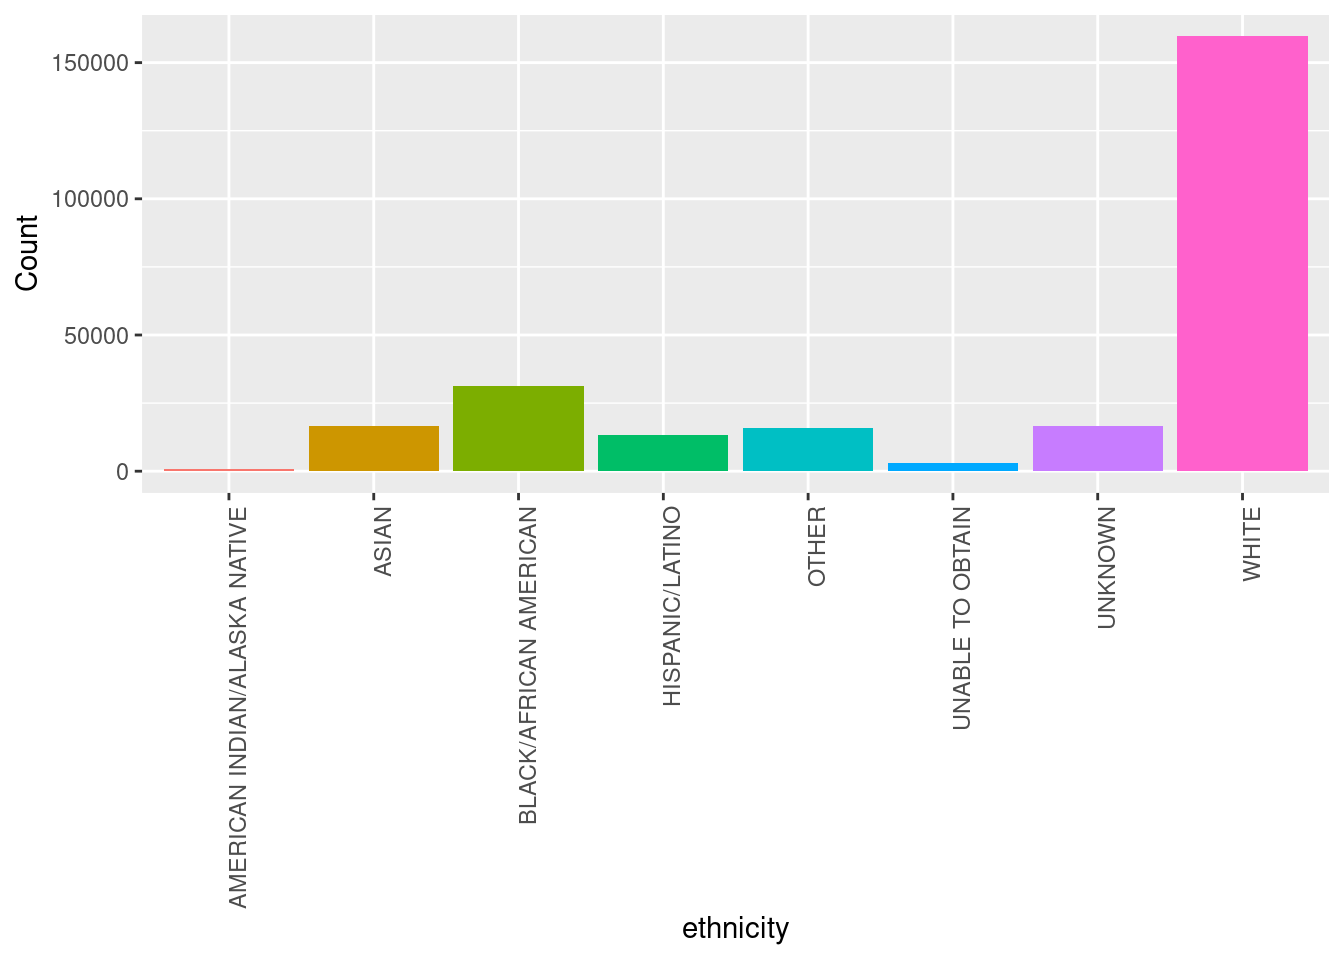 150000
100000
50000
0
Count
AMERICAN INDIAN/ALASKA NATIVE
ASIAN
BLACK/AFRICAN AMERICAN
HISPANIC/LATINO
OTHER
UNABLE TO OBTAIN
UNKNOWN
WHITE
ethnicity